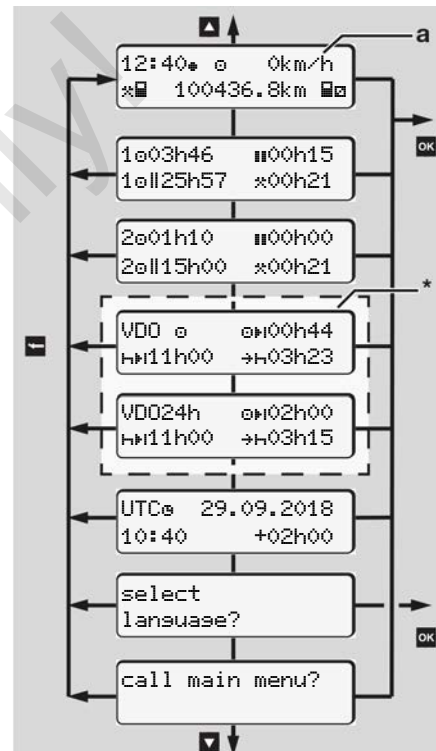 a
12:40 0km/h
100436.8km
OK
1 03h46 00h15
1 25h57 00h21
2 01h10 00h00
2 15h00 00h21
*
VDO 00h44
11h00 03h23
VDO24h 02h00
11h00 03h15
UTC 29.09.2018
10:40 +02h00
select
language?
OK
call main menu?